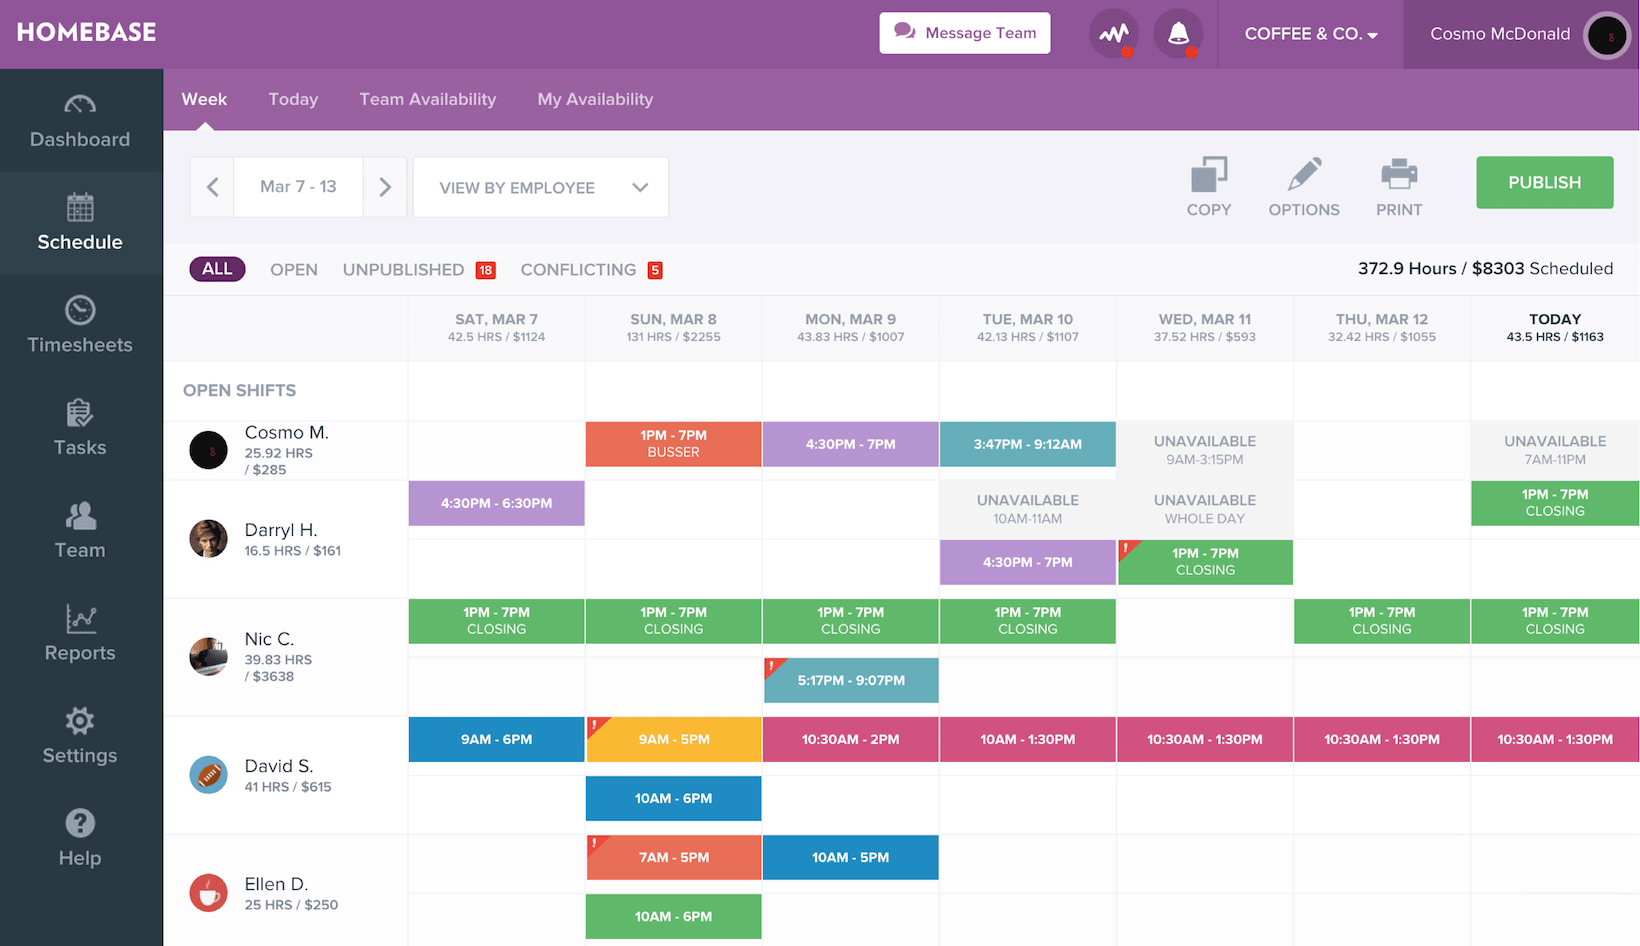 HOMEBASE
Message Team
COFFEE & CO.
Cosmo McDonald
Week
Today
Team Availability
My Availability
Dashboard
Schedule
Timesheets
Tasks
Team
Reports
Settings
Help
Mar 7 - 13
VIEW BY EMPLOYEE
COPY
OPTIONS
PRINT
PUBLISH
ALL
OPEN
UNPUBLISHED 18
CONFLICTING 5
372.9 Hours / $8303 Scheduled
SAT, MAR 7
42.5 HRS / $1124
SUN, MAR 8
131 HRS / $2255
MON, MAR 9
43.83 HRS / $1007
TUE, MAR 10
42.13 HRS / $1107
WED, MAR 11
37.52 HRS / $593
THU, MAR 12
32.42 HRS / $1055
TODAY
43.5 HRS / $1163
OPEN SHIFTS
Cosmo M.
25.92 HRS
/ $285
1PM - 7PM
BUSSER
4:30PM - 7PM
3:47PM - 9:12AM
UNAVAILABLE
9AM-3:15PM
UNAVAILABLE
7AM-11PM
Darryl H.
16.5 HRS / $161
4:30PM - 6:30PM
UNAVAILABLE
10AM-11AM
UNAVAILABLE
WHOLE DAY
1PM - 7PM
CLOSING
4:30PM - 7PM
!
1PM - 7PM
CLOSING
Nic C.
39.83 HRS
/ $3638
1PM - 7PM
CLOSING
1PM - 7PM
CLOSING
1PM - 7PM
CLOSING
1PM - 7PM
CLOSING
1PM - 7PM
CLOSING
1PM - 7PM
CLOSING
!
5:17PM - 9:07PM
David S.
41 HRS / $615
9AM - 6PM
!
9AM - 5PM
10:30AM - 2PM
10AM - 1:30PM
10:30AM - 1:30PM
10:30AM - 1:30PM
10:30AM - 1:30PM
10AM - 6PM
Ellen D.
25 HRS / $250
!
7AM - 5PM
10AM - 5PM
10AM - 6PM